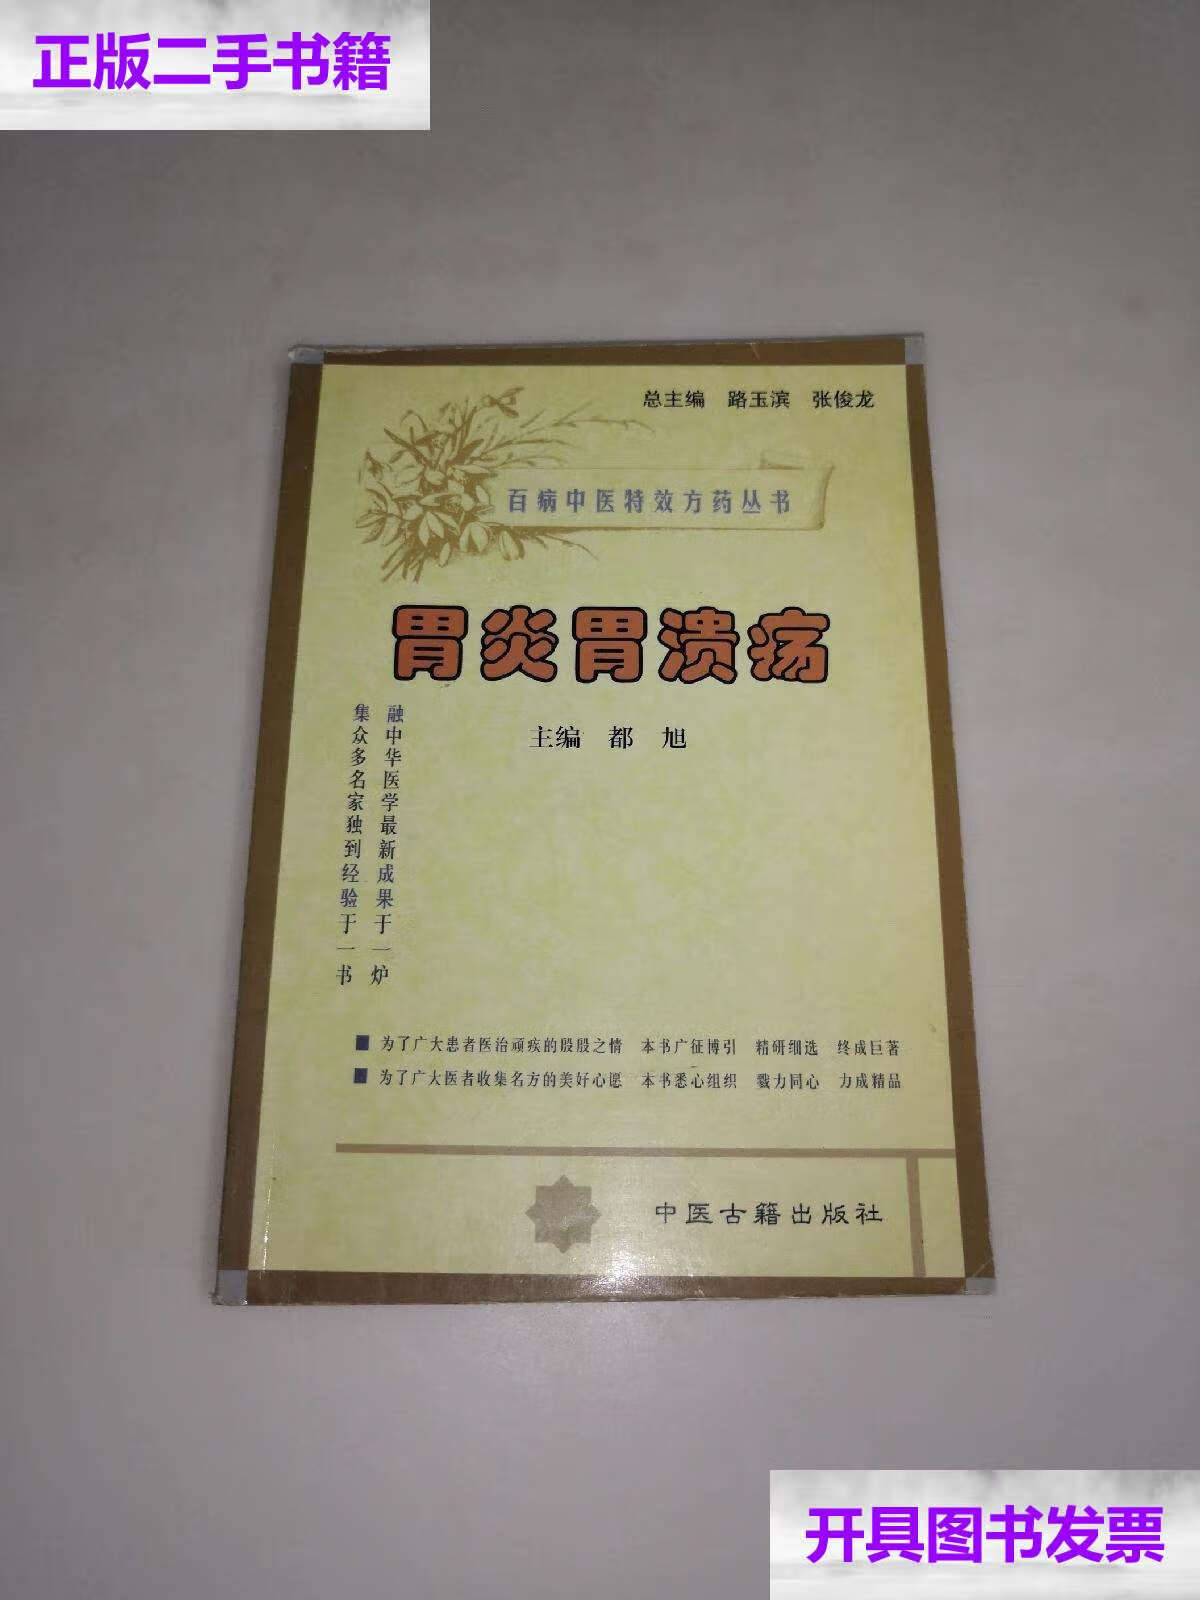 正版二手书籍
总主编 路玉滨 张俊龙
百病中医特效方药丛书
胃炎胃溃疡
主编 都 旭
融中华医学最新成果于一炉
集众多名家独到经验于一书
■ 为了广大患者医治顽疾的殷殷之情 本书广征博引 精研细选 终成巨著
■ 为了广大医者收集名方的美好心愿 本书悉心组织 戮力同心 力成精品
中医古籍出版社
开具图书发票